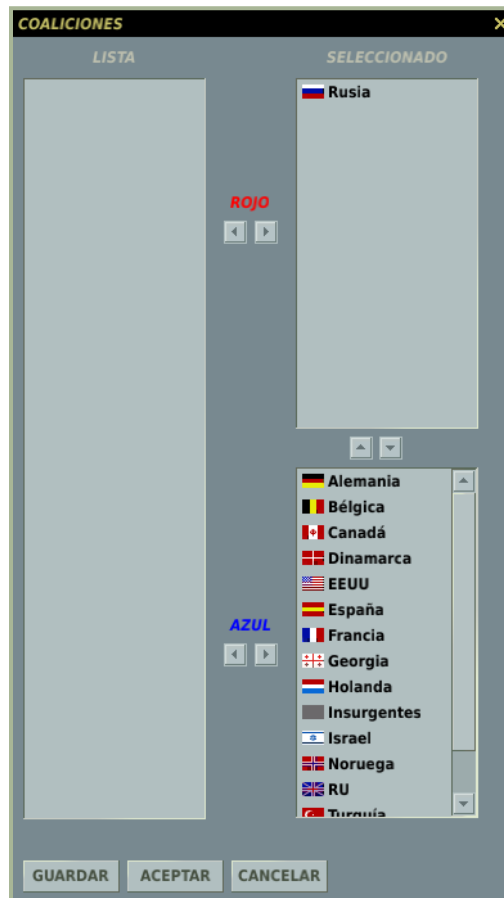 COALICIONES
LISTA
SELECCIONADO
Rusia
ROJO
Alemania
Bélgica
Canadá
Dinamarca
EEUU
España
AZUL
Francia
Georgia
Holanda
Insurgentes
Israel
Noruega
RU
Turquía
GUARDAR
ACEPTAR
CANCELAR